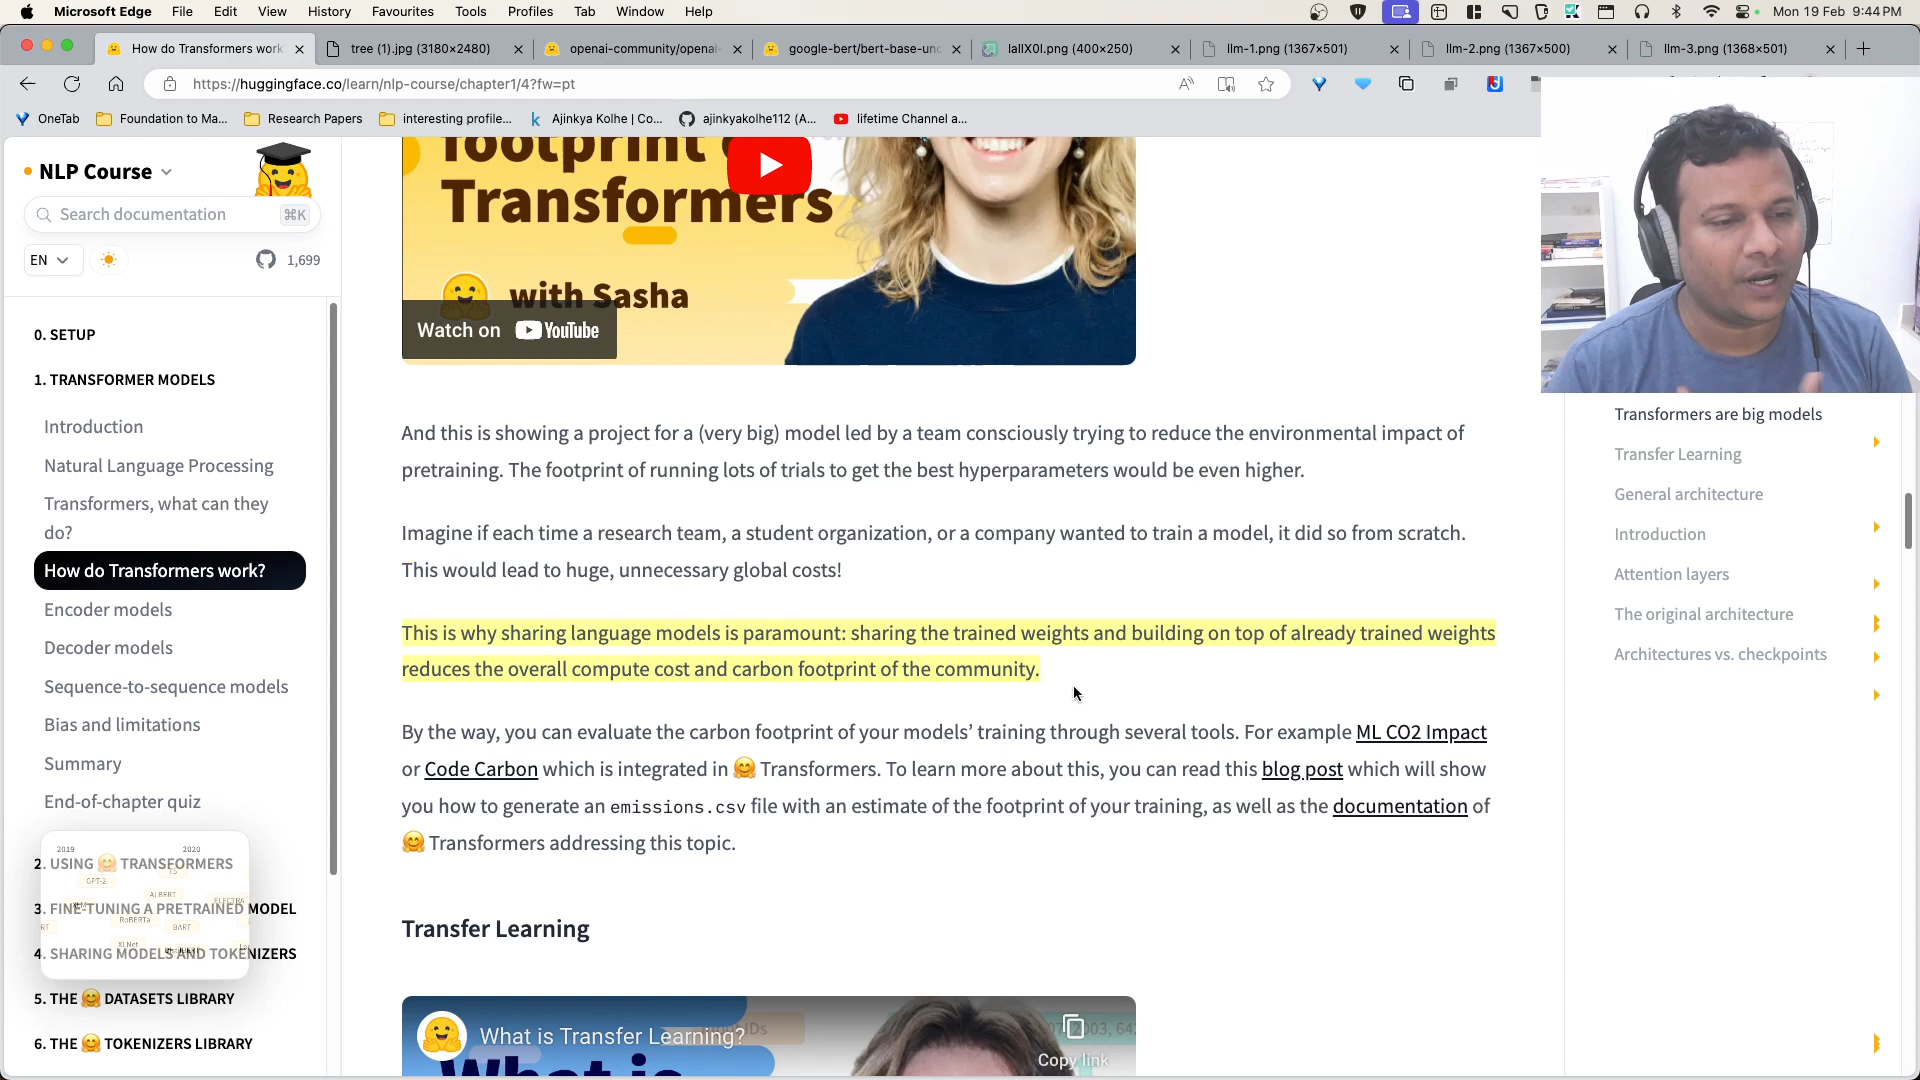 Microsoft Edge File Edit View History Favourites Tools Profiles Tab Window Help Mon 19 Feb 9:44 PM
How do Transformers work
tree (1).jpg (3180×2480)
openai-community/openai-
google-bert/bert-base-unc
lallX0I.png (400×250)
llm-1.png (1367×501)
llm-2.png (1367×500)
llm-3.png (1368×501)
https://huggingface.co/learn/nlp-course/chapter1/4?fw=pt
OneTab Foundation to Ma... Research Papers interesting profile... Ajinkya Kolhe | Co... ajinkyakolhe112 (A... lifetime Channel a...
NLP Course
Search documentation ⌘K
EN 1,699
0. SETUP
1. TRANSFORMER MODELS
Introduction
Natural Language Processing
Transformers, what can they
do?
How do Transformers work?
Encoder models
Decoder models
Sequence-to-sequence models
Bias and limitations
Summary
End-of-chapter quiz
2. USING 🤗 TRANSFORMERS
3. FINE-TUNING A PRETRAINED MODEL
4. SHARING MODELS AND TOKENIZERS
5. THE 🤗 DATASETS LIBRARY
6. THE 🤗 TOKENIZERS LIBRARY
2019 2020
GPT-2
T5
ALBERT
ELECTRA
RoBERTa
BART
XLNet
footprint
Transformers
with Sasha
Watch on YouTube
And this is showing a project for a (very big) model led by a team consciously trying to reduce the environmental impact of
pretraining. The footprint of running lots of trials to get the best hyperparameters would be even higher.
Imagine if each time a research team, a student organization, or a company wanted to train a model, it did so from scratch.
This would lead to huge, unnecessary global costs!
This is why sharing language models is paramount: sharing the trained weights and building on top of already trained weights
reduces the overall compute cost and carbon footprint of the community.
By the way, you can evaluate the carbon footprint of your models’ training through several tools. For example ML CO2 Impact
or Code Carbon which is integrated in 🤗 Transformers. To learn more about this, you can read this blog post which will show
you how to generate an emissions.csv file with an estimate of the footprint of your training, as well as the documentation of
🤗 Transformers addressing this topic.
Transfer Learning
What is Transfer Learning?
Copy link
What is
Transformers are big models
Transfer Learning
General architecture
Introduction
Attention layers
The original architecture
Architectures vs. checkpoints